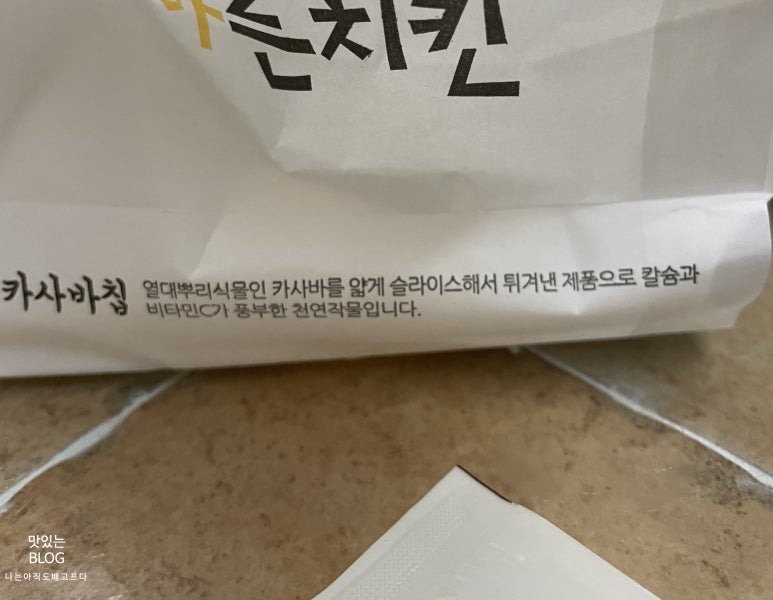 손치킨
카사바칩 열대뿌리식물인 카사바를 얇게 슬라이스해서 튀겨낸 제품으로 칼슘과
비타민C가 풍부한 천연작물입니다.
맛있는
BLOG
나는아직도배고프다